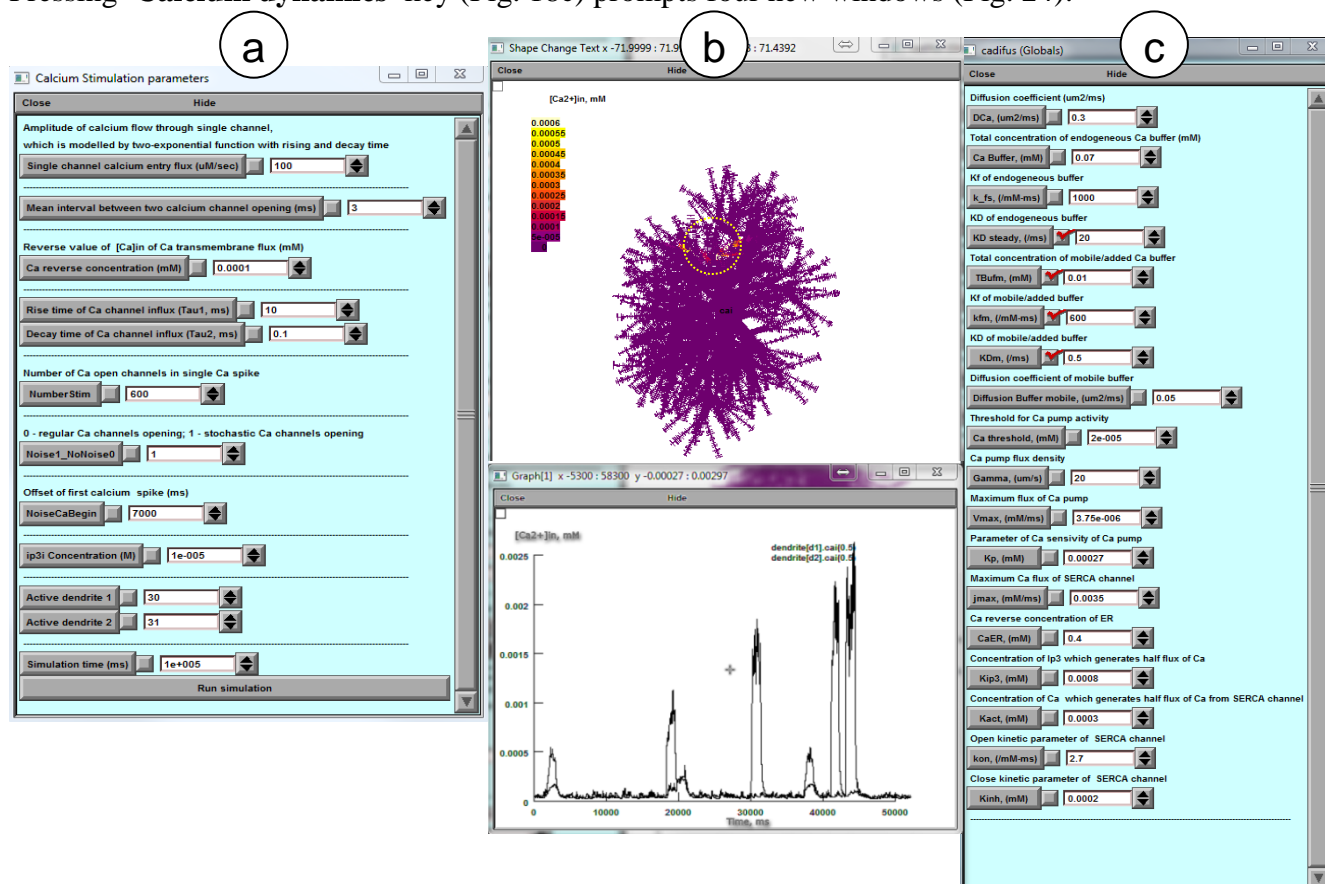 Pressing "Calcium dynamics" key (Fig. 18c) prompts four new windows (Fig. 24).
a
Calcium Stimulation parameters
Close Hide
Amplitude of calcium flow through single channel,
which is modelled by two-exponential function with rising and decay time
Single channel calcium entry flux (uM/sec) 100
Mean interval between two calcium channel opening (ms) 3
Reverse value of [Ca]in of Ca transmembrane flux (mM)
Ca reverse concentration (mM) 0.0001
Rise time of Ca channel influx (Tau1, ms) 10
Decay time of Ca channel influx (Tau2, ms) 0.1
Number of Ca open channels in single Ca spike
NumberStim 600
0 - regular Ca channels opening; 1 - stochastic Ca channels opening
Noise1_NoNoise0 1
Offset of first calcium spike (ms)
NoiseCaBegin 7000
ip3i Concentration (M) 1e-005
Active dendrite 1 30
Active dendrite 2 31
Simulation time (ms) 1e+005
Run simulation
b
Shape Change Text x -71.9999 : 71.9 : 71.4392
Close Hide
[Ca2+]in, mM
0.0006
0.00055
0.0005
0.00045
0.0004
0.00035
0.0003
0.00025
0.0002
0.00015
0.0001
5e-005
0
cai
Graph[1] x -5300 : 58300 y -0.00027 : 0.00297
Close Hide
[Ca2+]in, mM
dendrite[d1].cai(0.5)
dendrite[d2].cai(0.5)
0.0025
0.002
0.0015
0.001
0.0005
0
0 10000 20000 30000 40000 50000
Time, ms
c
cadifus (Globals)
Close Hide
Diffusion coefficient (um2/ms)
DCa, (um2/ms) 0.3
Total concentration of endogeneous Ca buffer (mM)
Ca Buffer, (mM) 0.07
Kf of endogeneous buffer
k_fs, (/mM-ms) 1000
KD of endogeneous buffer
KD steady, (/ms) 20
Total concentration of mobile/added Ca buffer
TBufm, (mM) 0.01
Kf of mobile/added buffer
kfm, (/mM-ms) 600
KD of mobile/added buffer
KDm, (/ms) 0.5
Diffusion coefficient of mobile buffer
Diffusion Buffer mobile, (um2/ms) 0.05
Threshold for Ca pump activity
Ca threshold, (mM) 2e-005
Ca pump flux density
Gamma, (um/s) 20
Maximum flux of Ca pump
Vmax, (mM/ms) 3.75e-006
Parameter of Ca sensivity of Ca pump
Kp, (mM) 0.00027
Maximum Ca flux of SERCA channel
jmax, (mM/ms) 0.0035
Ca reverse concentration of ER
CaER, (mM) 0.4
Concentration of Ip3 which generates half flux of Ca
Kip3, (mM) 0.0008
Concentration of Ca which generates half flux of Ca from SERCA channel
Kact, (mM) 0.0003
Open kinetic parameter of SERCA channel
kon, (/mM-ms) 2.7
Close kinetic parameter of SERCA channel
Kinh, (mM) 0.0002